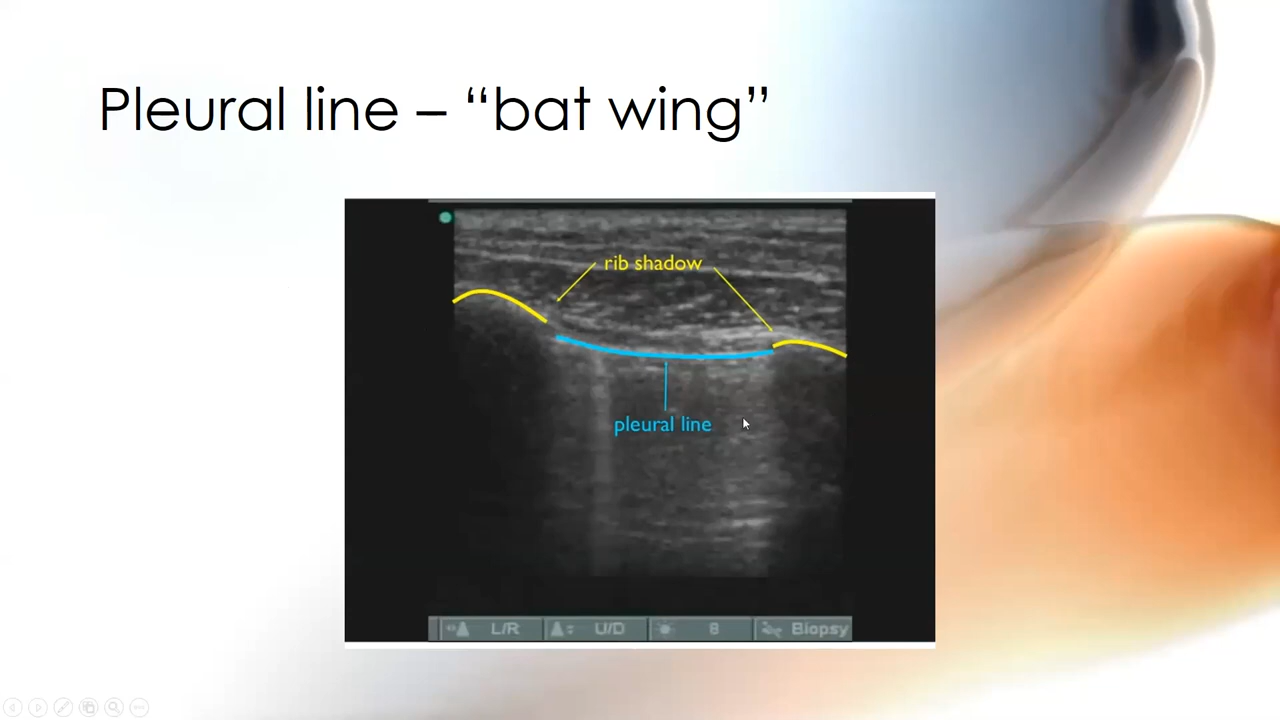 Pleural line – “bat wing”
rib shadow
pleural line
L/R
U/D
8
Biopsy